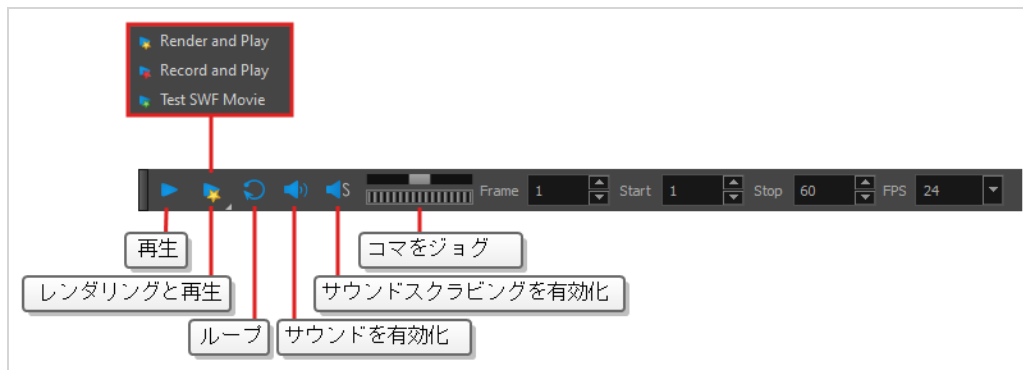 Render and Play
Record and Play
Test SWF Movie
S Frame 1 Start 1 Stop 60 FPS 24
再生
コマをジョグ
レンダリングと再生
サウンドスクラビングを有効化
ループ
サウンドを有効化